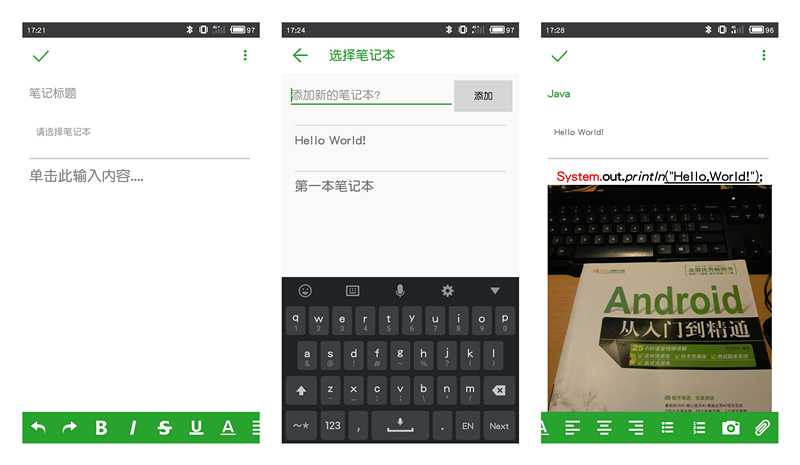 17:21
97
笔记标题
请选择笔记本
单击此输入内容....
B I S U A
17:24
97
选择笔记本
添加新的笔记本?
添加
Hello World!
第一本笔记本
q w e r t y u i o p
1 2 3 4 5 6 7 8 9 0
a s d f g h j k l
z x c v b n m
~* 123 , . EN Next
17:28
96
Java
Hello World!
System.out.println("Hello,World!");
全国优秀畅销书
Android
从入门到精通